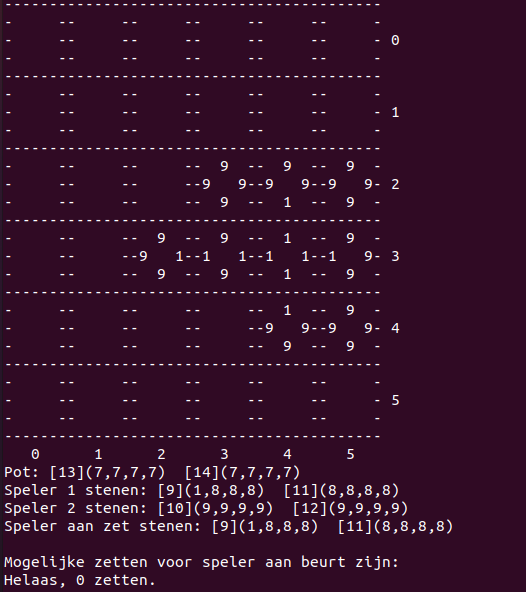 ------------------------------------------
-      --     --     --     --     --     -
-      --     --     --     --     --     - 0
-      --     --     --     --     --     -
------------------------------------------
-      --     --     --     --     --     -
-      --     --     --     --     --     - 1
-      --     --     --     --     --     -
------------------------------------------
-      --     --     --  9  --  9  --  9  -
-      --     --     --9   9--9   9--9   9- 2
-      --     --     --  9  --  1  --  9  -
------------------------------------------
-      --     --  9  --  9  --  1  --  9  -
-      --     --9   1--1   1--1   1--1   9- 3
-      --     --  9  --  9  --  1  --  9  -
------------------------------------------
-      --     --     --     --  1  --  9  -
-      --     --     --     --9   9--9   9- 4
-      --     --     --     --  9  --  9  -
------------------------------------------
-      --     --     --     --     --     -
-      --     --     --     --     --     - 5
-      --     --     --     --     --     -
------------------------------------------
   0      1      2      3      4      5
Pot: [13](7,7,7,7)  [14](7,7,7,7)
Speler 1 stenen: [9](1,8,8,8)  [11](8,8,8,8)
Speler 2 stenen: [10](9,9,9,9)  [12](9,9,9,9)
Speler aan zet stenen: [9](1,8,8,8)  [11](8,8,8,8)

Mogelijke zetten voor speler aan beurt zijn:
Helaas, 0 zetten.